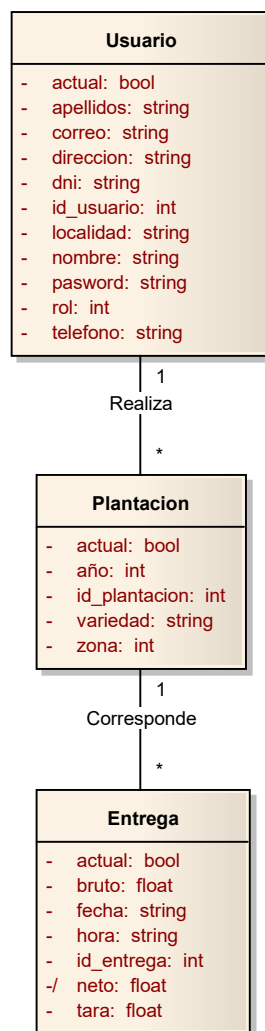 Usuario
- actual: bool
- apellidos: string
- correo: string
- direccion: string
- dni: string
- id_usuario: int
- localidad: string
- nombre: string
- pasword: string
- rol: int
- telefono: string
1
Realiza
*
Plantacion
- actual: bool
- año: int
- id_plantacion: int
- variedad: string
- zona: int
1
Corresponde
*
Entrega
- actual: bool
- bruto: float
- fecha: string
- hora: string
- id_entrega: int
-/ neto: float
- tara: float